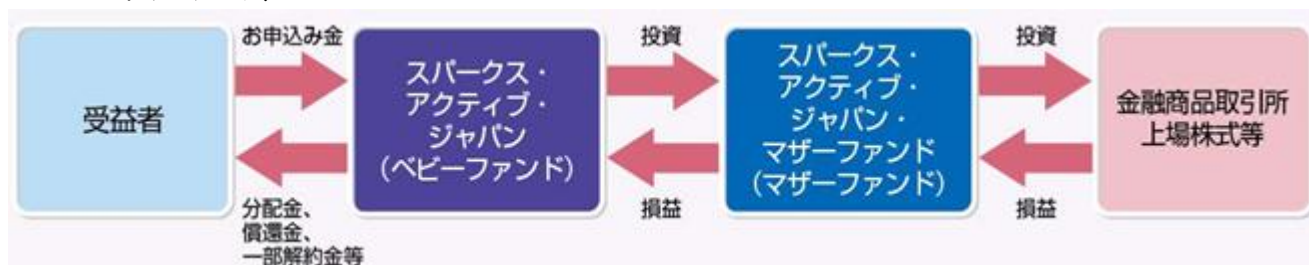 お申込み金
投資
投資
受益者
スパークス・
アクティブ・
ジャパン
(ベビーファンド)
スパークス・
アクティブ・
ジャパン・
マザーファンド
(マザーファンド)
金融商品取引所
上場株式等
分配金、
償還金、
一部解約金等
損益
損益